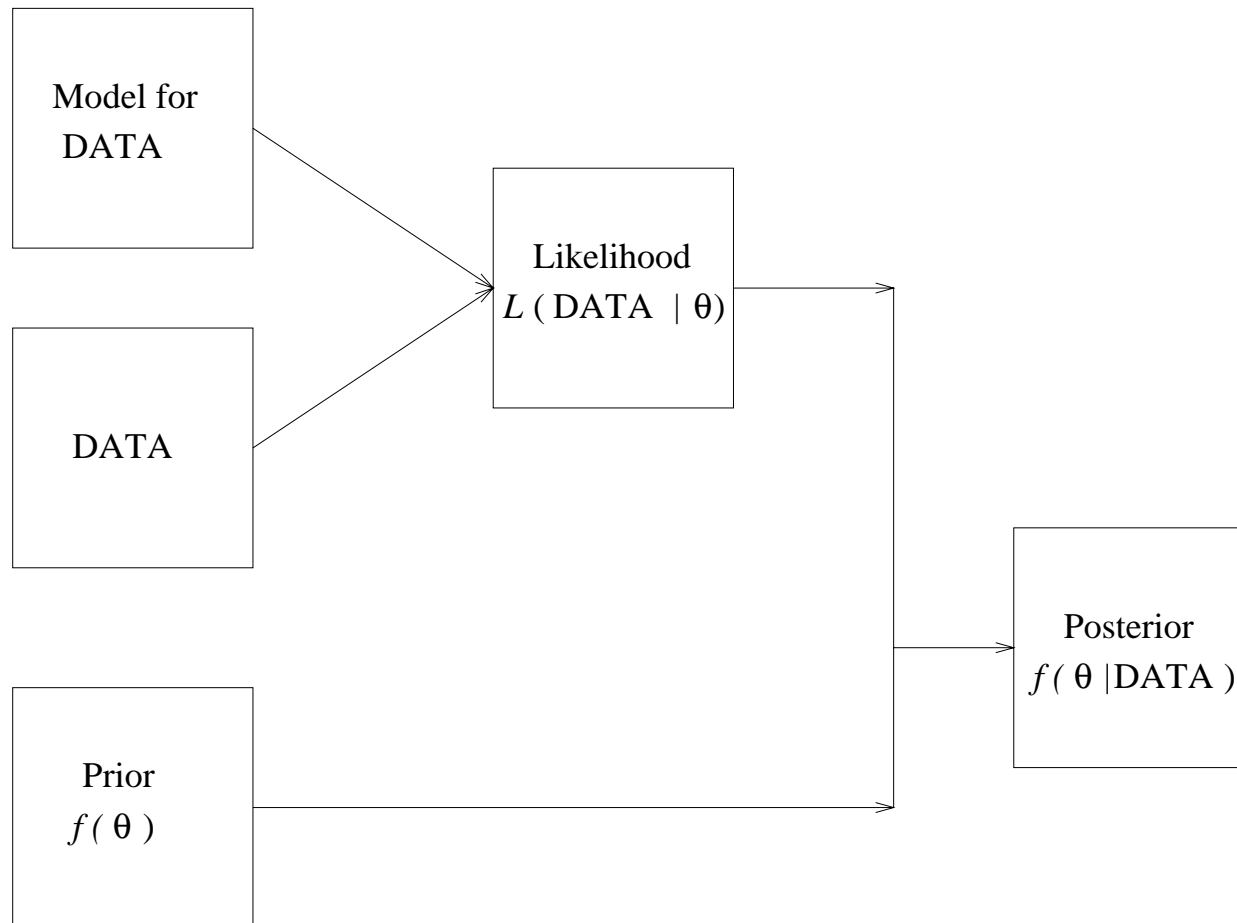 Model for
DATA
Likelihood
L ( DATA | θ)
DATA
Posterior
f( θ |DATA )
Prior
f( θ )